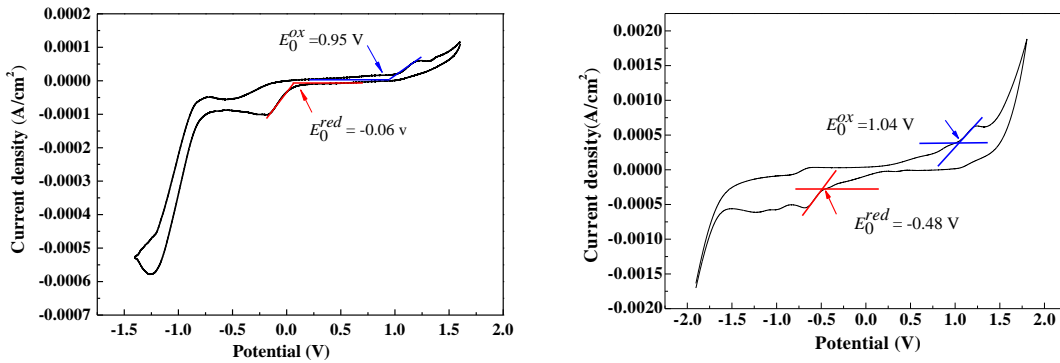 0.0002
0.0001
0.0000
-0.0001
-0.0002
-0.0003
-0.0004
-0.0005
-0.0006
-0.0007
Current density (A/cm²)
E₀ᵒˣ =0.95 V
E₀ʳᵉᵈ = -0.06 v
-1.5 -1.0 -0.5 0.0 0.5 1.0 1.5 2.0
Potential (V)
0.0025
0.0020
0.0015
0.0010
0.0005
0.0000
-0.0005
-0.0010
-0.0015
-0.0020
Current density(A/cm²)
E₀ᵒˣ =1.04 V
E₀ʳᵉᵈ = -0.48 V
-2.0 -1.5 -1.0 -0.5 0.0 0.5 1.0 1.5 2.0
Potential (V)